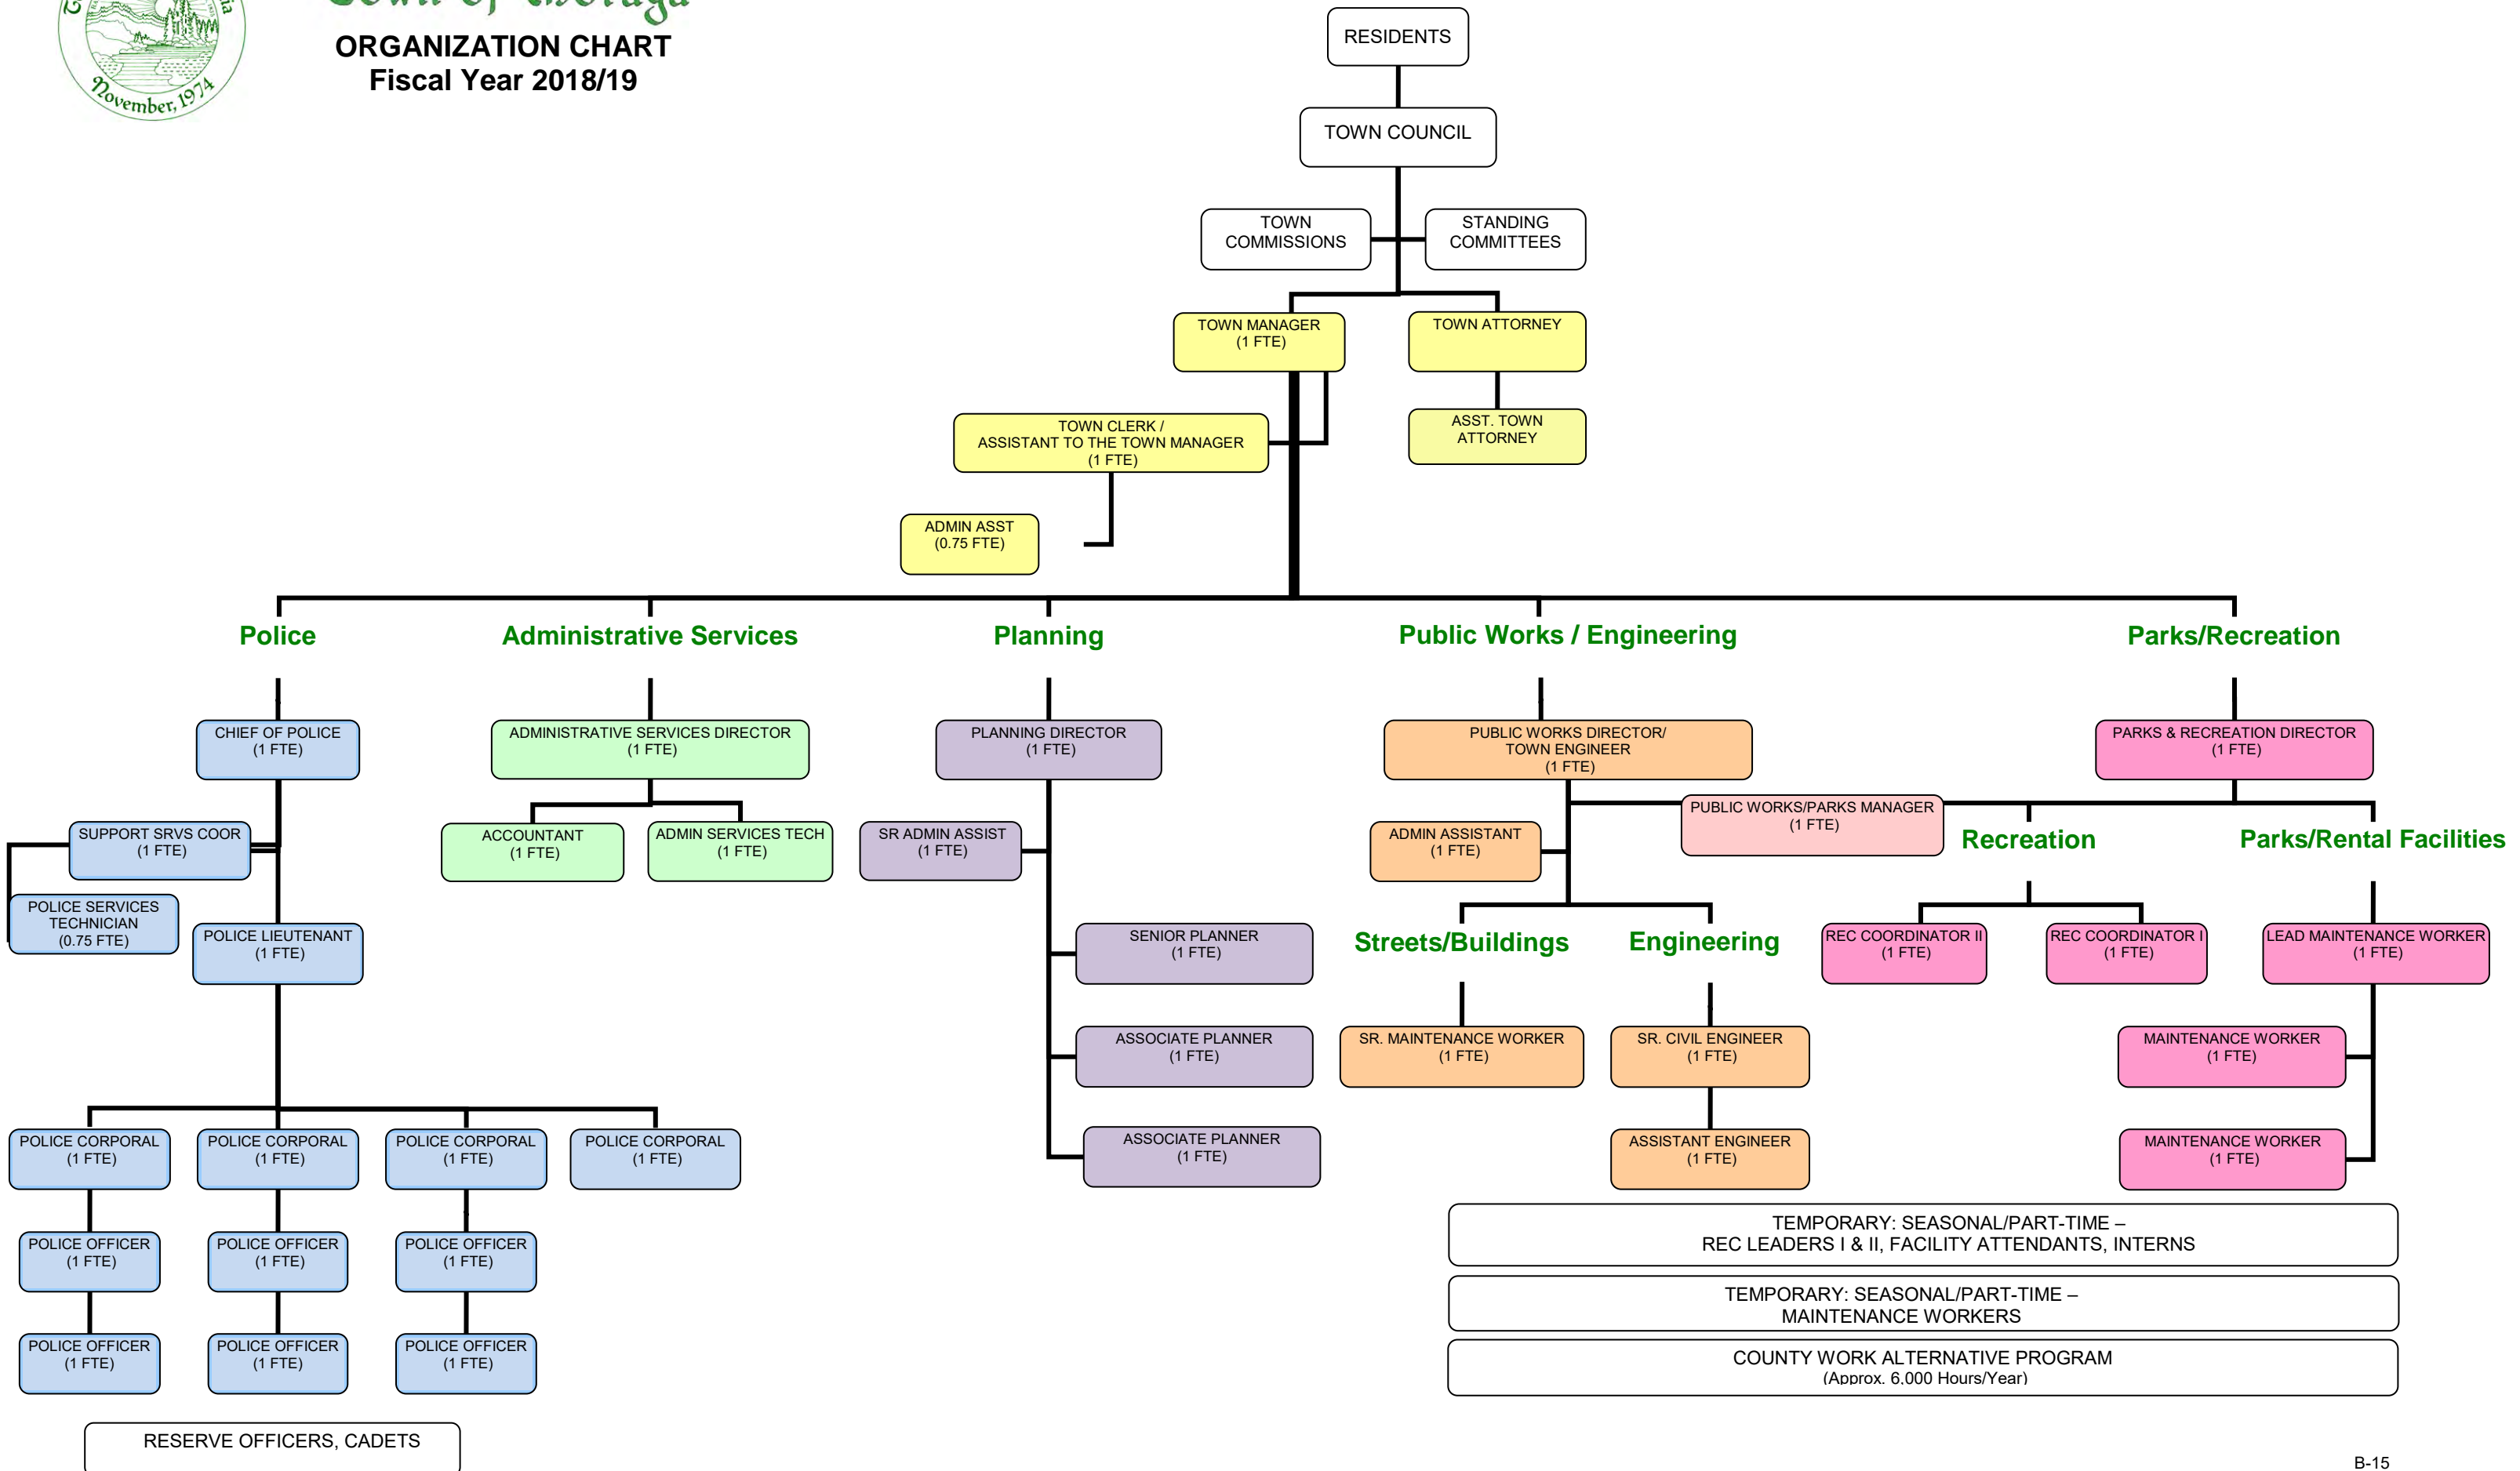 November, 1974
Town of Moraga
ORGANIZATION CHART
Fiscal Year 2018/19
RESIDENTS
TOWN COUNCIL
TOWN
COMMISSIONS
STANDING
COMMITTEES
TOWN MANAGER
(1 FTE)
TOWN ATTORNEY
TOWN CLERK /
ASSISTANT TO THE TOWN MANAGER
(1 FTE)
ASST. TOWN
ATTORNEY
ADMIN ASST
(0.75 FTE)
Police
Administrative Services
Planning
Public Works / Engineering
Parks/Recreation
CHIEF OF POLICE
(1 FTE)
ADMINISTRATIVE SERVICES DIRECTOR
(1 FTE)
PLANNING DIRECTOR
(1 FTE)
PUBLIC WORKS DIRECTOR/
TOWN ENGINEER
(1 FTE)
PARKS & RECREATION DIRECTOR
(1 FTE)
SUPPORT SRVS COOR
(1 FTE)
ACCOUNTANT
(1 FTE)
ADMIN SERVICES TECH
(1 FTE)
SR ADMIN ASSIST
(1 FTE)
ADMIN ASSISTANT
(1 FTE)
PUBLIC WORKS/PARKS MANAGER
(1 FTE)
Recreation
Parks/Rental Facilities
POLICE SERVICES
TECHNICIAN
(0.75 FTE)
POLICE LIEUTENANT
(1 FTE)
SENIOR PLANNER
(1 FTE)
Streets/Buildings
Engineering
REC COORDINATOR II
(1 FTE)
REC COORDINATOR I
(1 FTE)
LEAD MAINTENANCE WORKER
(1 FTE)
ASSOCIATE PLANNER
(1 FTE)
SR. MAINTENANCE WORKER
(1 FTE)
SR. CIVIL ENGINEER
(1 FTE)
MAINTENANCE WORKER
(1 FTE)
POLICE CORPORAL
(1 FTE)
POLICE CORPORAL
(1 FTE)
POLICE CORPORAL
(1 FTE)
POLICE CORPORAL
(1 FTE)
ASSOCIATE PLANNER
(1 FTE)
ASSISTANT ENGINEER
(1 FTE)
MAINTENANCE WORKER
(1 FTE)
POLICE OFFICER
(1 FTE)
POLICE OFFICER
(1 FTE)
POLICE OFFICER
(1 FTE)
TEMPORARY: SEASONAL/PART-TIME –
REC LEADERS I & II, FACILITY ATTENDANTS, INTERNS
TEMPORARY: SEASONAL/PART-TIME –
MAINTENANCE WORKERS
POLICE OFFICER
(1 FTE)
POLICE OFFICER
(1 FTE)
POLICE OFFICER
(1 FTE)
COUNTY WORK ALTERNATIVE PROGRAM
(Approx. 6,000 Hours/Year)
RESERVE OFFICERS, CADETS
B-15